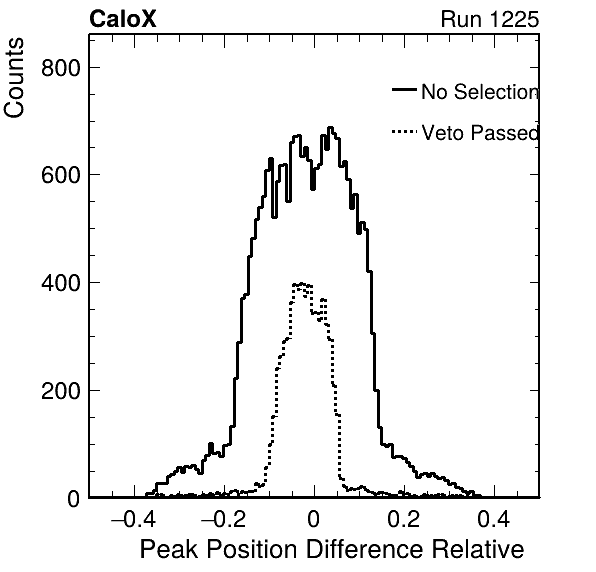 CaloX Run 1225
Counts
800
600
400
200
0
No Selection
Veto Passed
−0.4 −0.2 0 0.2 0.4
Peak Position Difference Relative